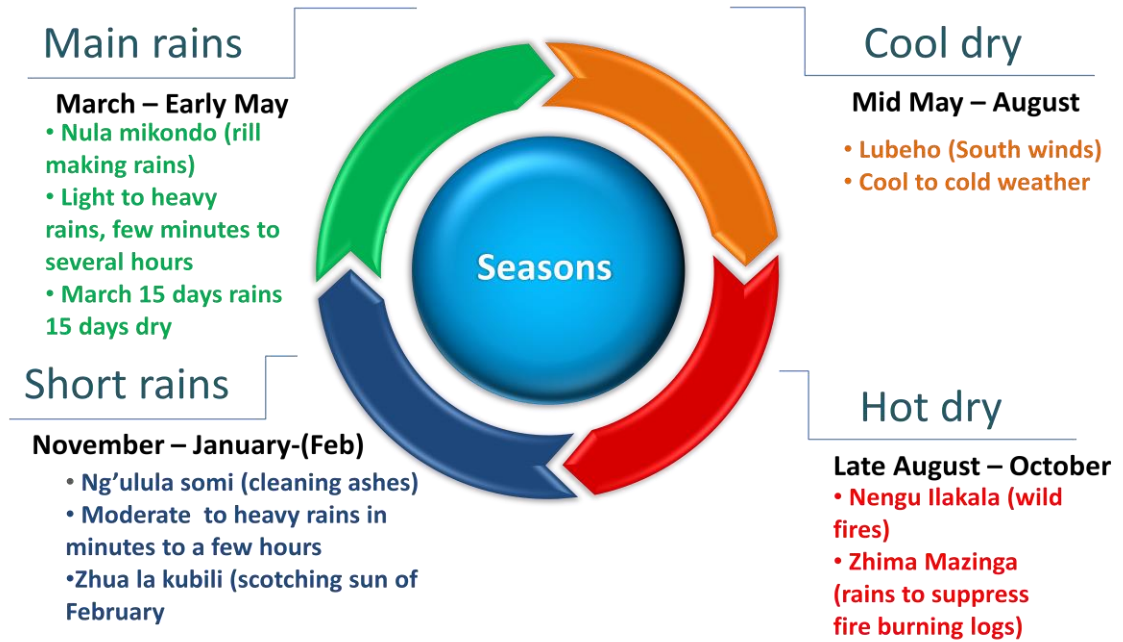 Main rains
March – Early May
• Nula mikondo (rill
making rains)
• Light to heavy
rains, few minutes to
several hours
• March 15 days rains
15 days dry
Cool dry
Mid May – August
• Lubeho (South winds)
• Cool to cold weather
Seasons
Short rains
November – January-(Feb)
• Ng'ulula somi (cleaning ashes)
• Moderate to heavy rains in
minutes to a few hours
•Zhua la kubili (scotching sun of
February
Hot dry
Late August – October
• Nengu Ilakala (wild
fires)
• Zhima Mazinga
(rains to suppress
fire burning logs)